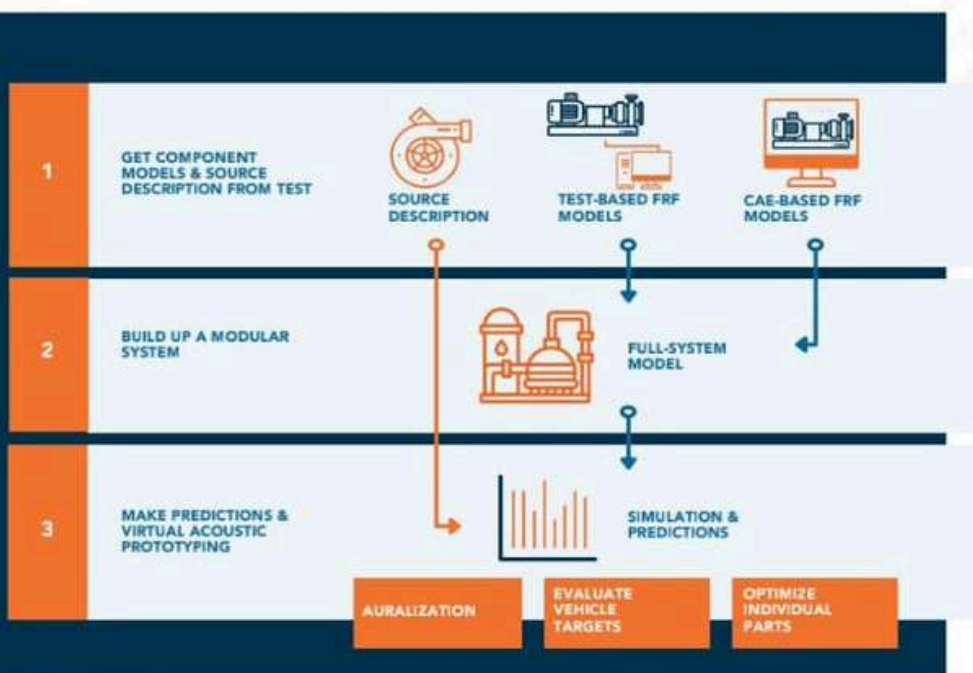 1
GET COMPONENT
MODELS & SOURCE
DESCRIPTION FROM TEST
SOURCE
DESCRIPTION
TEST-BASED FRF
MODELS
CAE-BASED FRF
MODELS
2
BUILD UP A MODULAR
SYSTEM
FULL-SYSTEM
MODEL
3
MAKE PREDICTIONS &
VIRTUAL ACOUSTIC
PROTOTYPING
SIMULATION &
PREDICTIONS
AURALIZATION
EVALUATE
VEHICLE
TARGETS
OPTIMIZE
INDIVIDUAL
PARTS